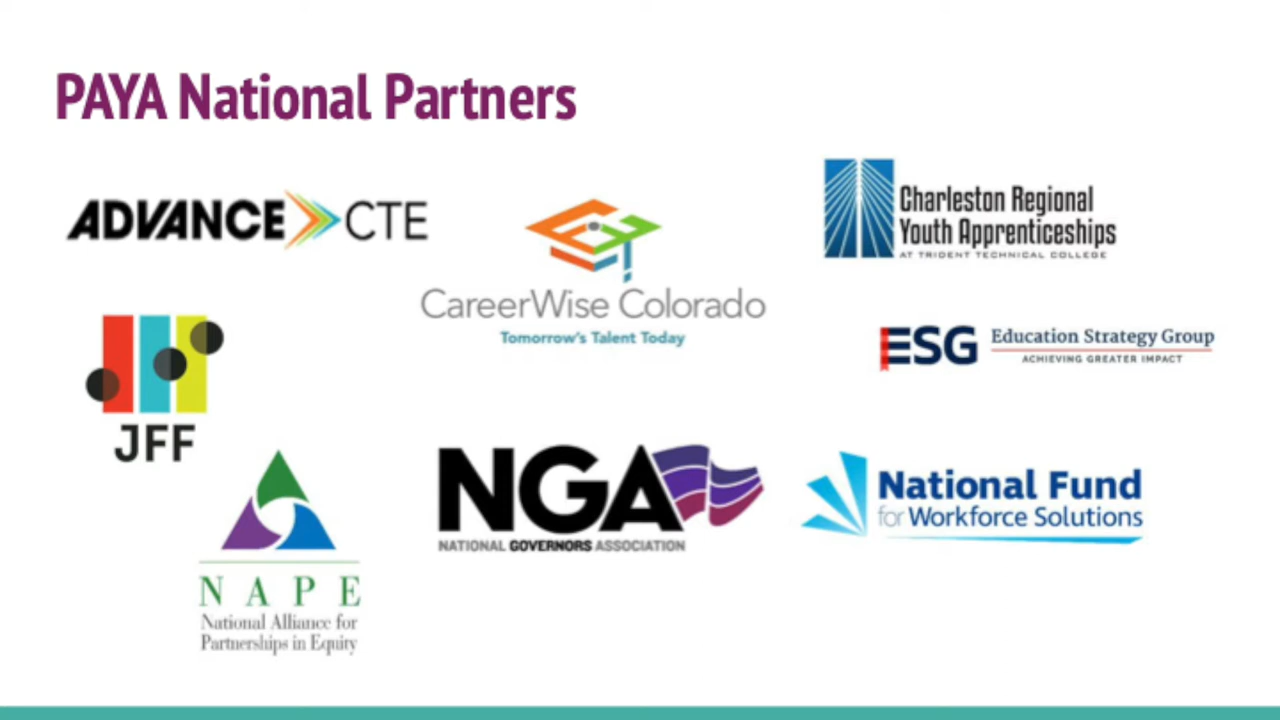 PAYA National Partners
ADVANCE CTE
CareerWise Colorado
Tomorrow's Talent Today
Charleston Regional
Youth Apprenticeships
AT TRIDENT TECHNICAL COLLEGE
JFF
ESG Education Strategy Group
ACHIEVING GREATER IMPACT
NAPE
National Alliance for
Partnerships in Equity
NGA
NATIONAL GOVERNORS ASSOCIATION
National Fund
for Workforce Solutions